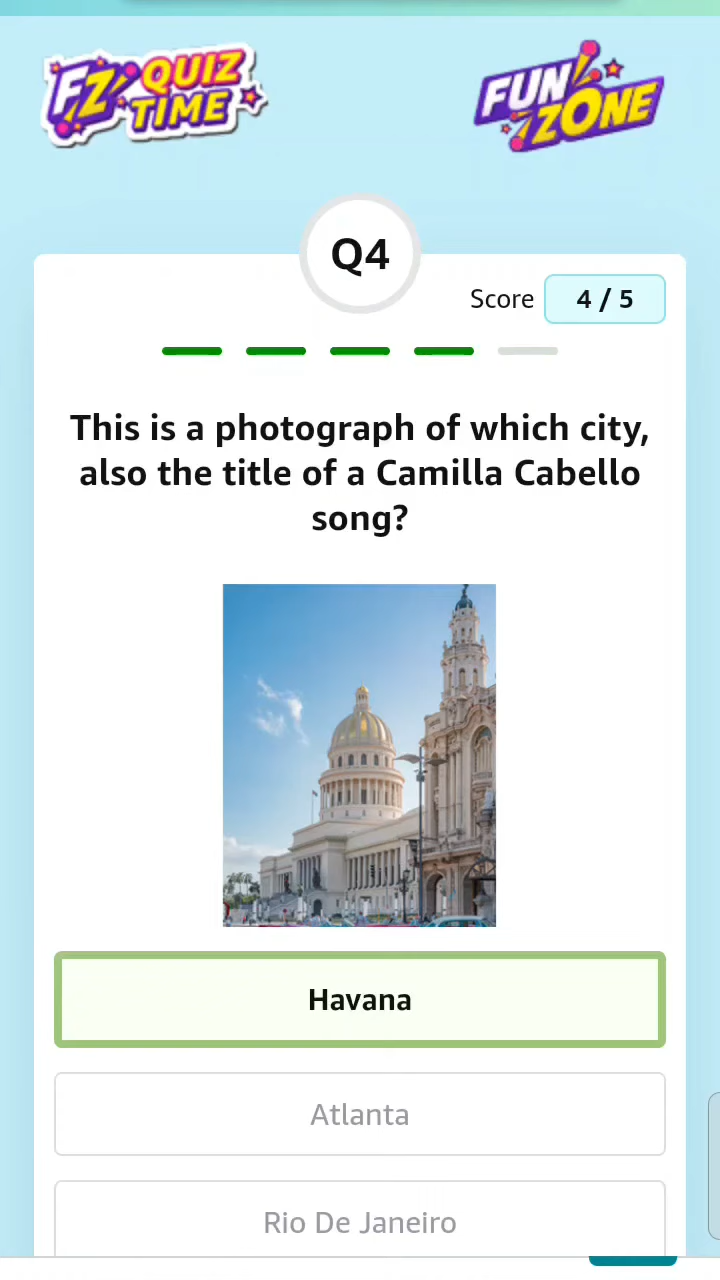 FZ QUIZ
TIME
FUN
ZONE
Q4
Score 4 / 5
This is a photograph of which city,
also the title of a Camilla Cabello
song?
Havana
Atlanta
Rio De Janeiro